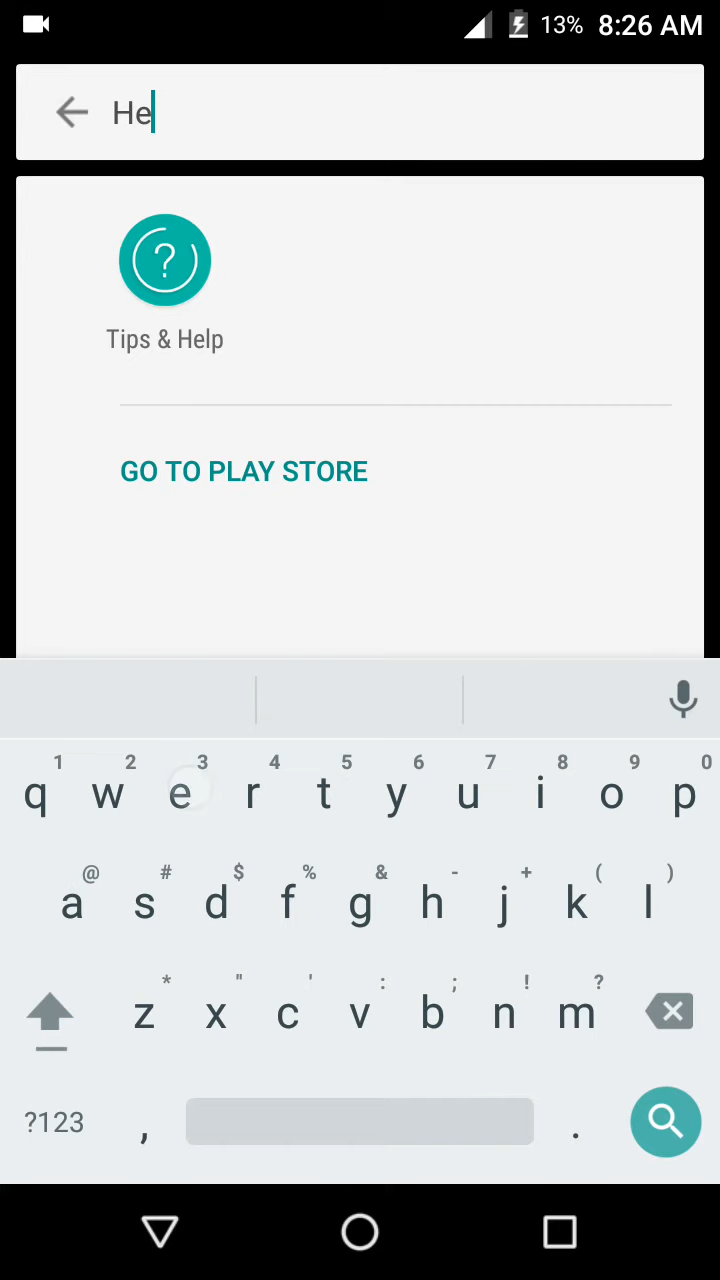 13% 8:26 AM
He
?
Tips & Help
GO TO PLAY STORE
1 2 3 4 5 6 7 8 9 0
q w e r t y u i o p
@ # $ % & - + ( )
a s d f g h j k l
* " ' : ; ! ?
z x c v b n m
?123 , .